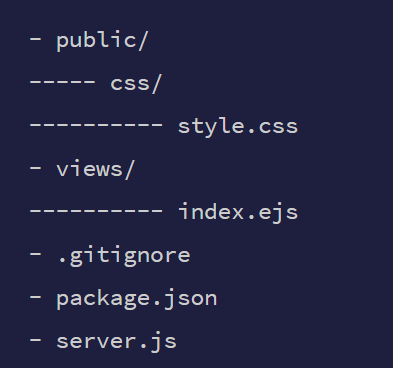 - public/
----- css/
---------- style.css
- views/
---------- index.ejs
- .gitignore
- package.json
- server.js